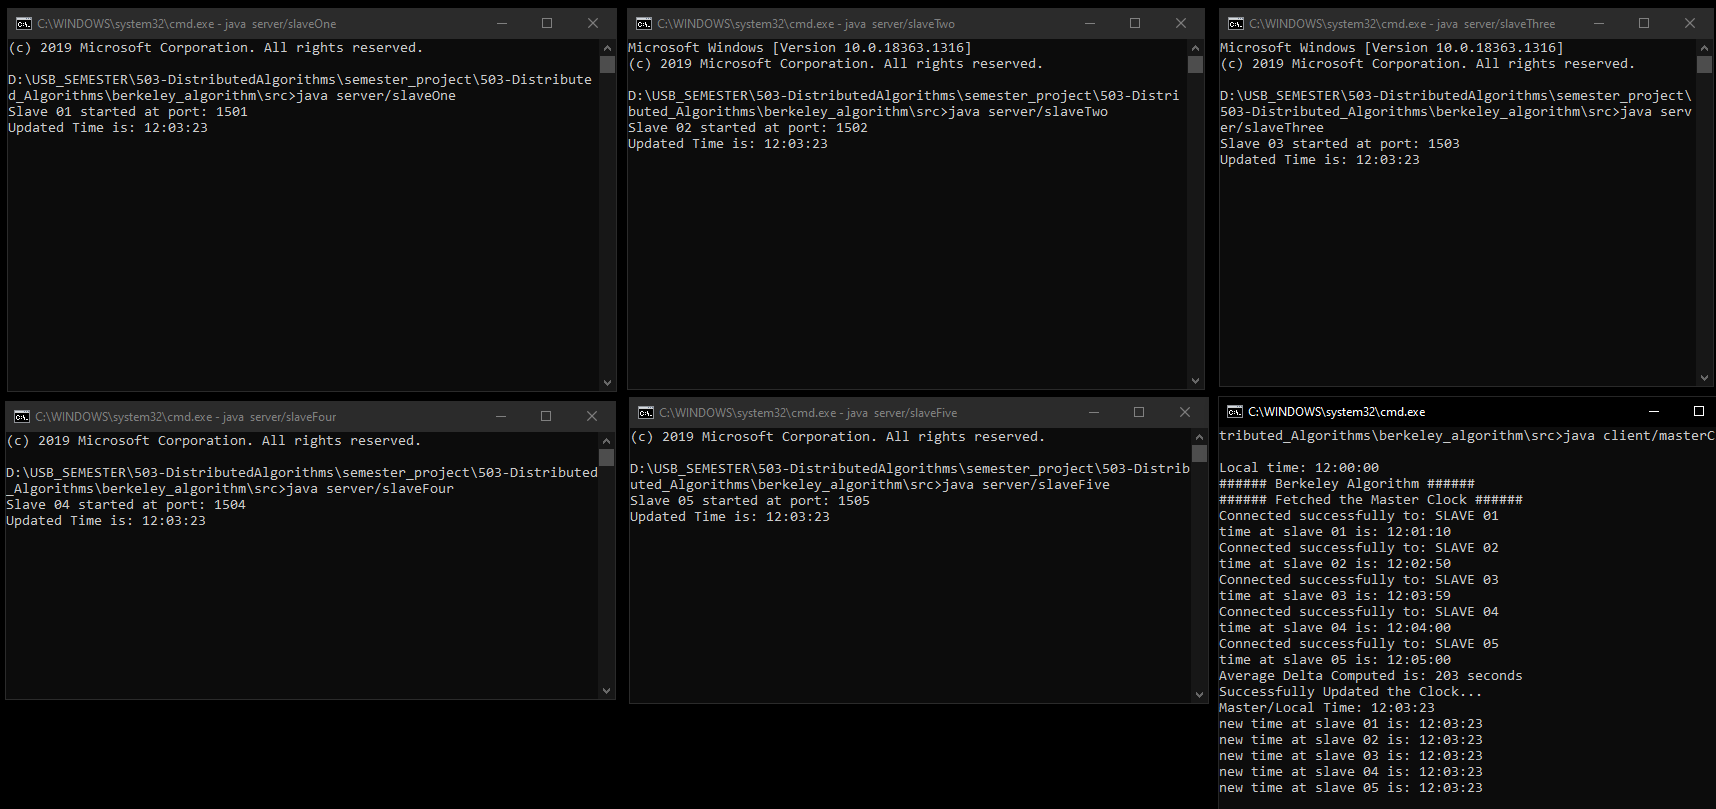 C:\WINDOWS\system32\cmd.exe - java  server/slaveOne
(c) 2019 Microsoft Corporation. All rights reserved.
D:\USB_SEMESTER\503-DistributedAlgorithms\semester_project\503-Distribute
d_Algorithms\berkeley_algorithm\src>java server/slaveOne
Slave 01 started at port: 1501
Updated Time is: 12:03:23
C:\WINDOWS\system32\cmd.exe - java  server/slaveTwo
Microsoft Windows [Version 10.0.18363.1316]
(c) 2019 Microsoft Corporation. All rights reserved.
D:\USB_SEMESTER\503-DistributedAlgorithms\semester_project\503-Distri
buted_Algorithms\berkeley_algorithm\src>java server/slaveTwo
Slave 02 started at port: 1502
Updated Time is: 12:03:23
C:\WINDOWS\system32\cmd.exe - java  server/slaveThree
Microsoft Windows [Version 10.0.18363.1316]
(c) 2019 Microsoft Corporation. All rights reserved.
D:\USB_SEMESTER\503-DistributedAlgorithms\semester_project\
503-Distributed_Algorithms\berkeley_algorithm\src>java serv
er/slaveThree
Slave 03 started at port: 1503
Updated Time is: 12:03:23
C:\WINDOWS\system32\cmd.exe - java  server/slaveFour
(c) 2019 Microsoft Corporation. All rights reserved.
D:\USB_SEMESTER\503-DistributedAlgorithms\semester_project\503-Distributed
_Algorithms\berkeley_algorithm\src>java server/slaveFour
Slave 04 started at port: 1504
Updated Time is: 12:03:23
C:\WINDOWS\system32\cmd.exe - java  server/slaveFive
(c) 2019 Microsoft Corporation. All rights reserved.
D:\USB_SEMESTER\503-DistributedAlgorithms\semester_project\503-Distrib
uted_Algorithms\berkeley_algorithm\src>java server/slaveFive
Slave 05 started at port: 1505
Updated Time is: 12:03:23
C:\WINDOWS\system32\cmd.exe
tributed_Algorithms\berkeley_algorithm\src>java client/masterC
Local time: 12:00:00
###### Berkeley Algorithm ######
###### Fetched the Master Clock ######
Connected successfully to: SLAVE 01
time at slave 01 is: 12:01:10
Connected successfully to: SLAVE 02
time at slave 02 is: 12:02:50
Connected successfully to: SLAVE 03
time at slave 03 is: 12:03:59
Connected successfully to: SLAVE 04
time at slave 04 is: 12:04:00
Connected successfully to: SLAVE 05
time at slave 05 is: 12:05:00
Average Delta Computed is: 203 seconds
Successfully Updated the Clock...
Master/Local Time: 12:03:23
new time at slave 01 is: 12:03:23
new time at slave 02 is: 12:03:23
new time at slave 03 is: 12:03:23
new time at slave 04 is: 12:03:23
new time at slave 05 is: 12:03:23